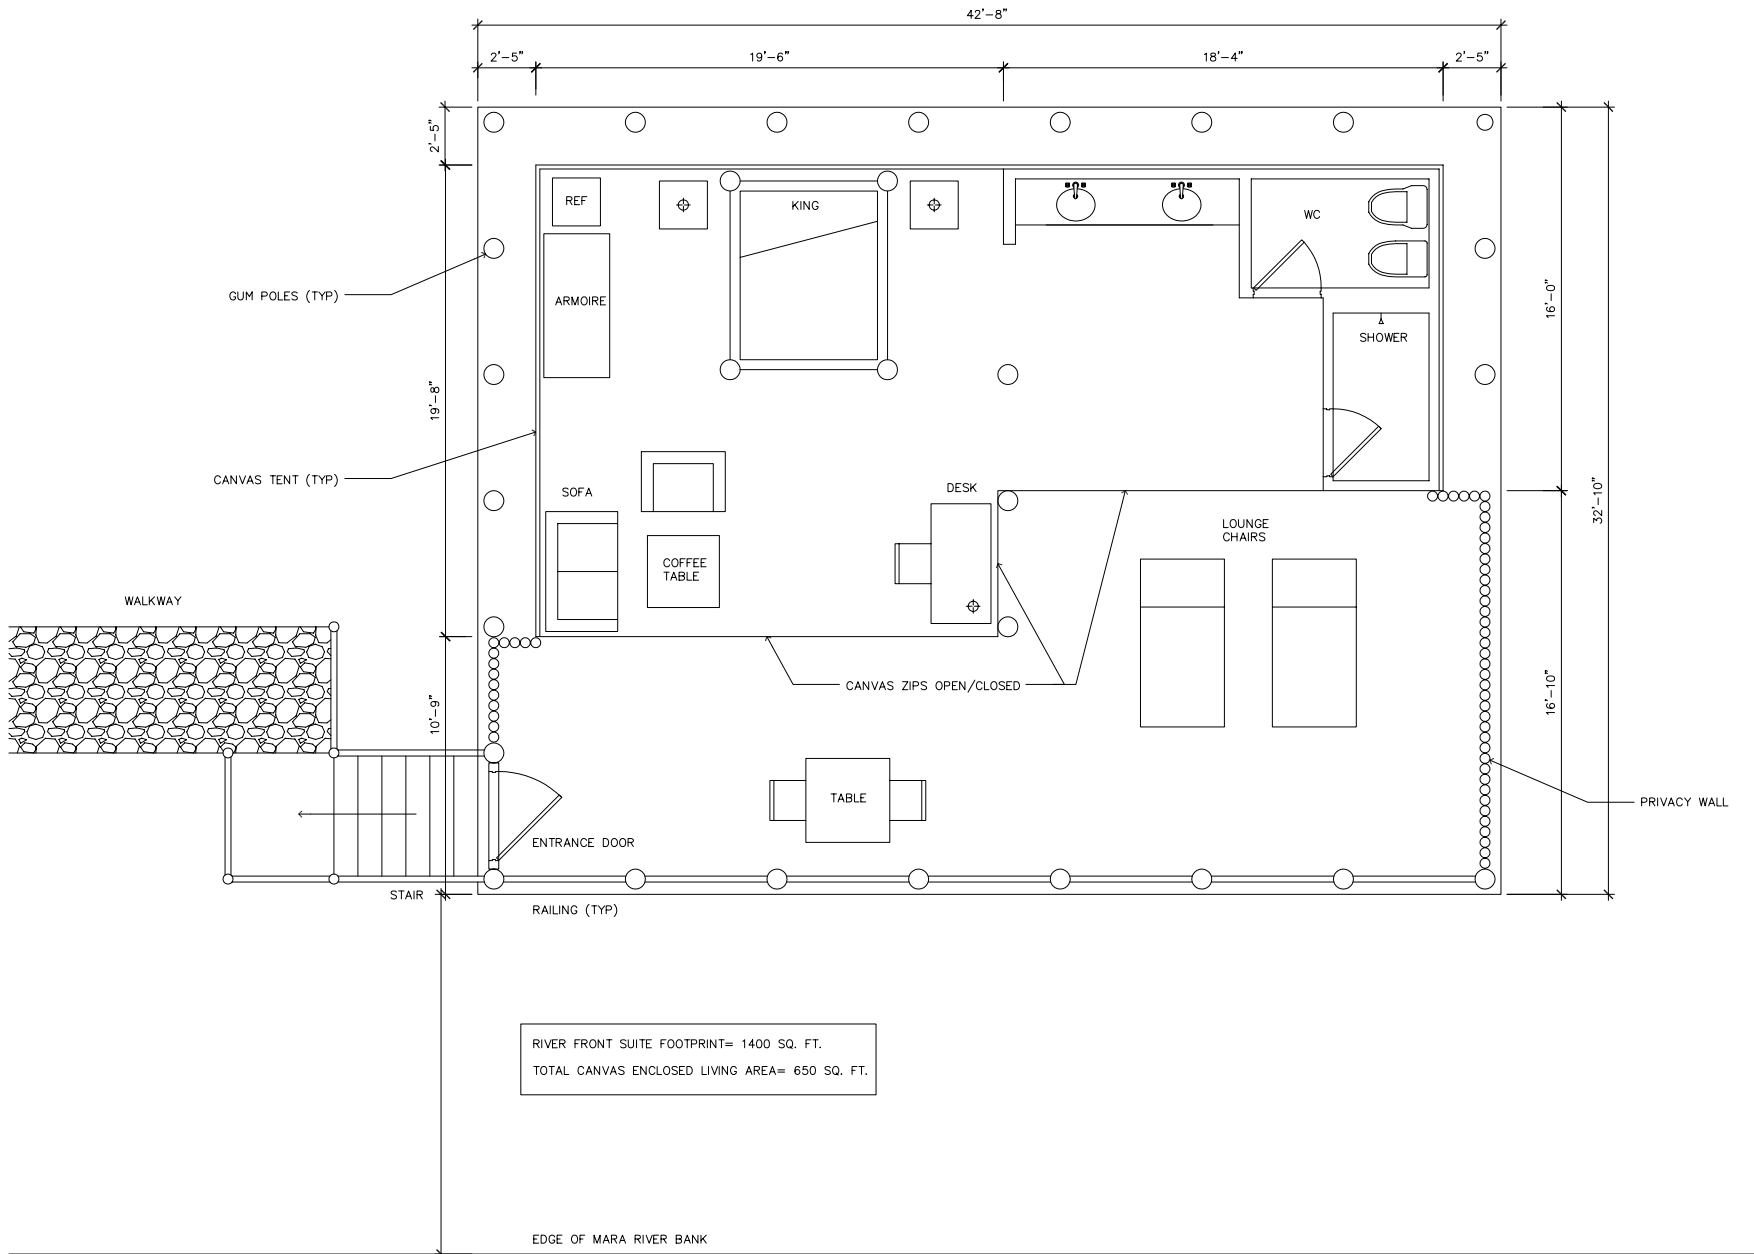 42'-8"
2'-5"
19'-6"
18'-4"
2'-5"
2'-5"
REF
KING
WC
GUM POLES (TYP)
ARMOIRE
16'-0"
SHOWER
19'-8"
CANVAS TENT (TYP)
SOFA
DESK
32'-10"
LOUNGE
CHAIRS
COFFEE
TABLE
WALKWAY
CANVAS ZIPS OPEN/CLOSED
16'-10"
10'-9"
TABLE
PRIVACY WALL
ENTRANCE DOOR
STAIR
RAILING (TYP)
RIVER FRONT SUITE FOOTPRINT= 1400 SQ. FT.
TOTAL CANVAS ENCLOSED LIVING AREA= 650 SQ. FT.
EDGE OF MARA RIVER BANK